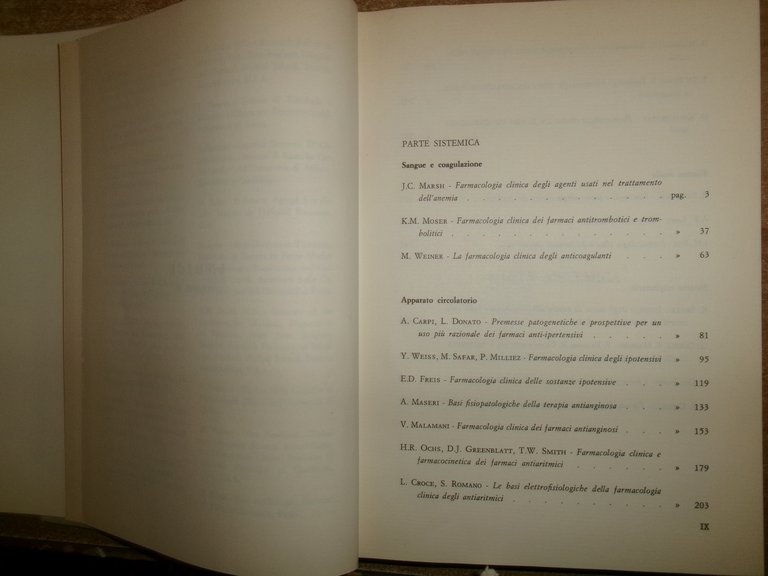 PARTE SISTEMICA
Sangue e coagulazione
J.C. MARSH - Farmacologia clinica degli agenti usati nel trattamento
dell'anemia . . . . . . . . . . . . . pag. 3
K.M. MOSER - Farmacologia clinica dei farmaci antitrombotici e trom-
bolitici . . . . . . . . . . . . . . » 37
M. WEINER - La farmacologia clinica degli anticoagulanti . . . » 63
Apparato circolatorio
A. CARPI, L. DONATO - Premesse patogenetiche e prospettive per un
uso più razionale dei farmaci anti-ipertensivi . . . . » 81
Y. WEISS, M. SAFAR, P. MILLIEZ - Farmacologia clinica degli ipotensivi » 95
E.D. FREIS - Farmacologia clinica delle sostanze ipotensive . . . » 119
A. MASERI - Basi fisiopatologiche della terapia antianginosa . . . » 133
V. MALAMANI - Farmacologia clinica dei farmaci antianginosi . . . » 153
H.R. OCHS, D.J. GREENBLATT, T.W. SMITH - Farmacologia clinica e
farmacocinetica dei farmaci antiaritmici . . . . . . » 179
L. CROCE, S. ROMANO - Le basi elettrofisiologiche della farmacologia
clinica degli antiaritmici . . . . . . . . . . » 203
IX